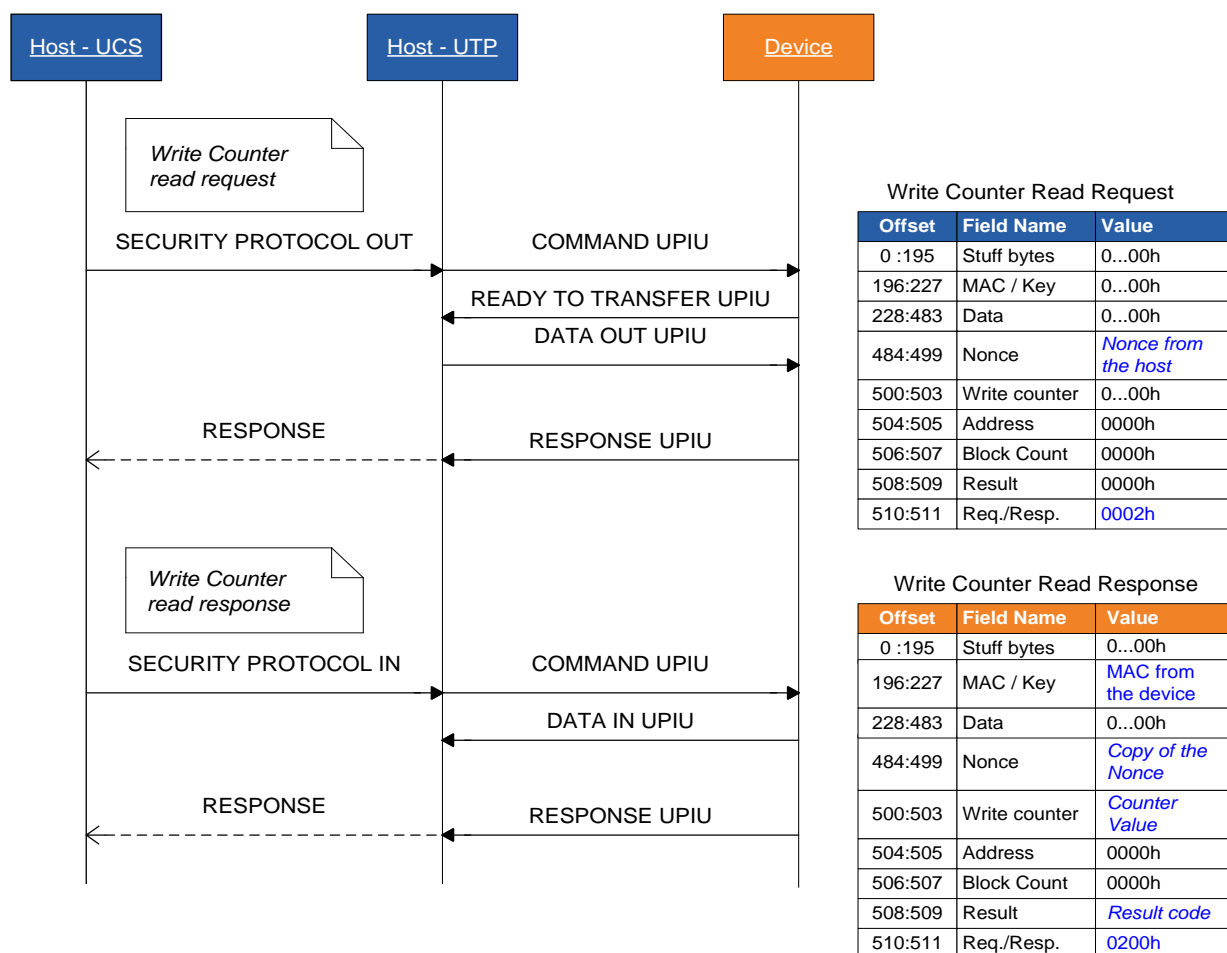 Host - UCS
Host - UTP
Device
Write Counter
read request
SECURITY PROTOCOL OUT
COMMAND UPIU
READY TO TRANSFER UPIU
DATA OUT UPIU
RESPONSE
RESPONSE UPIU
Write Counter
read response
SECURITY PROTOCOL IN
COMMAND UPIU
DATA IN UPIU
RESPONSE
RESPONSE UPIU
Write Counter Read Request
Offset Field Name Value
0 :195 Stuff bytes 0...00h
196:227 MAC / Key 0...00h
228:483 Data 0...00h
484:499 Nonce Nonce from
the host
500:503 Write counter 0...00h
504:505 Address 0000h
506:507 Block Count 0000h
508:509 Result 0000h
510:511 Req./Resp. 0002h
Write Counter Read Response
Offset Field Name Value
0 :195 Stuff bytes 0...00h
196:227 MAC / Key MAC from
the device
228:483 Data 0...00h
484:499 Nonce Copy of the
Nonce
500:503 Write counter Counter
Value
504:505 Address 0000h
506:507 Block Count 0000h
508:509 Result Result code
510:511 Req./Resp. 0200h